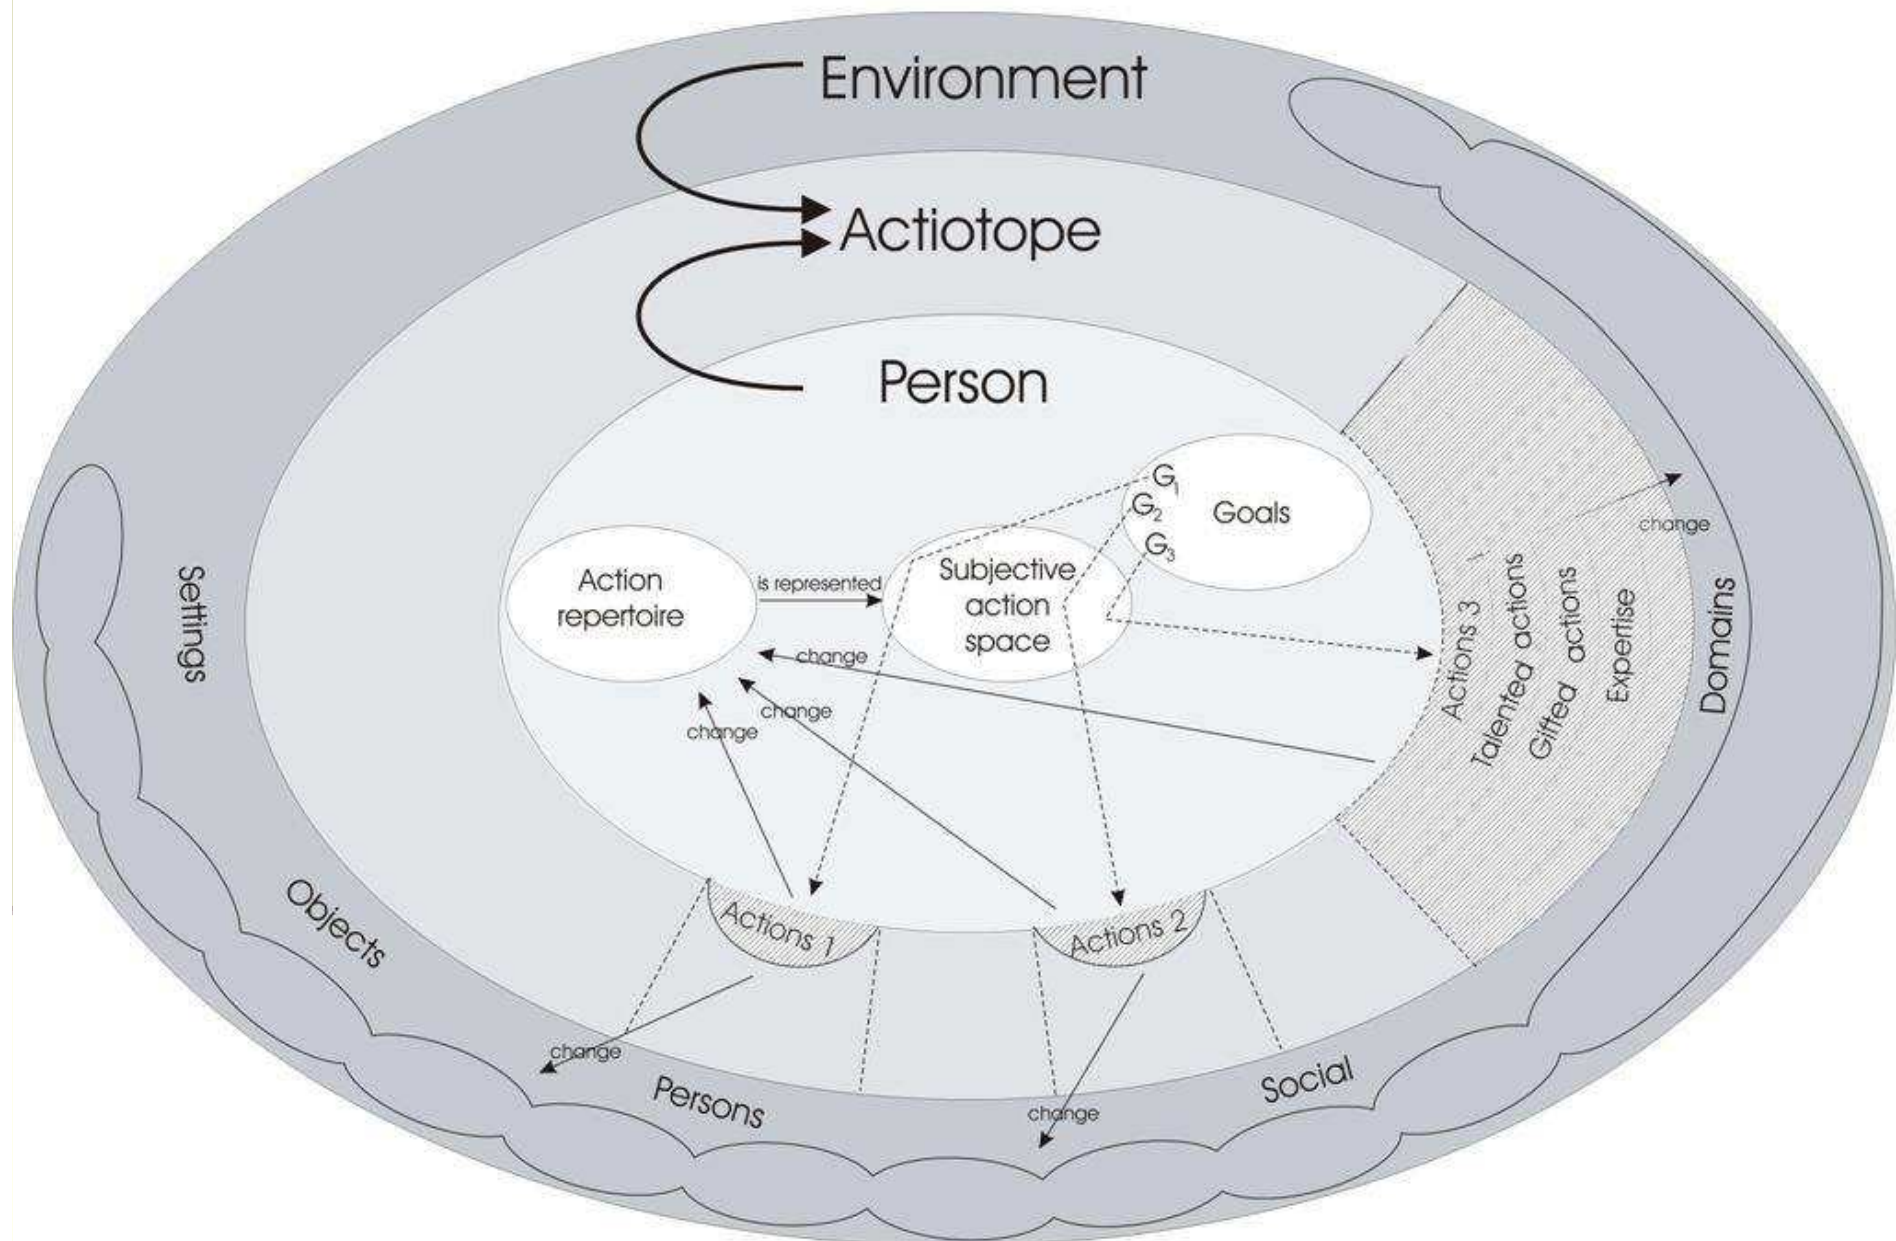 Environment
Actiotope
Person
G1
G2
G3
Goals
Action
repertoire
is represented
Subjective
action
space
change
change
change
change
Actions 3
Talented actions
Gifted actions
Expertise
Domains
Settings
Objects
Actions 1
Actions 2
change
Persons
change
Social